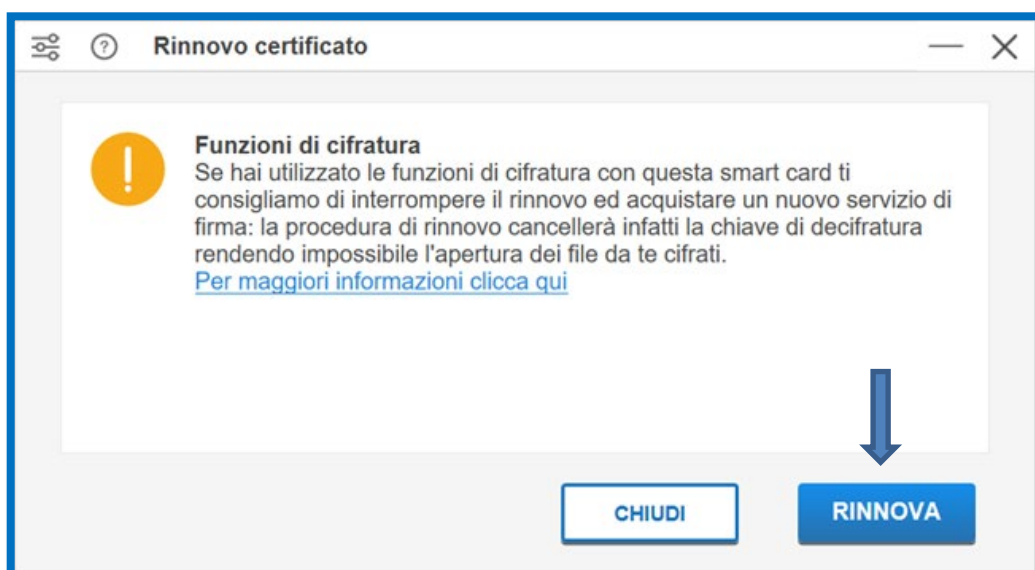 Rinnovo certificato
Funzioni di cifratura
Se hai utilizzato le funzioni di cifratura con questa smart card ti
consigliamo di interrompere il rinnovo ed acquistare un nuovo servizio di
firma: la procedura di rinnovo cancellerà infatti la chiave di decifratura
rendendo impossibile l'apertura dei file da te cifrati.
Per maggiori informazioni clicca qui
CHIUDI
RINNOVA